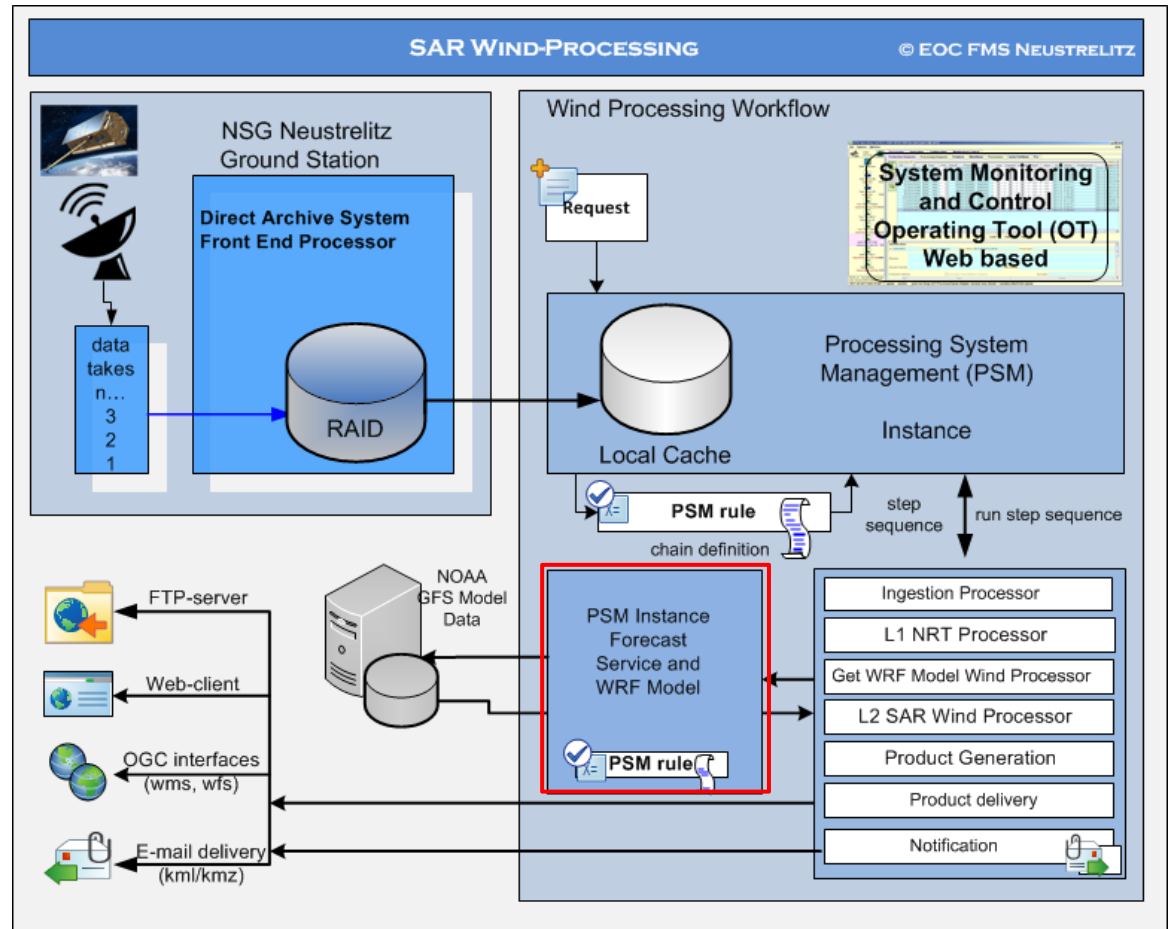 SAR WIND-PROCESSING
© EOC FMS NEUSTRELITZ
NSG Neustrelitz
Ground Station
Direct Archive System
Front End Processor
data
takes
n...
3
2
1
RAID
Wind Processing Workflow
Request
System Monitoring
and Control
Operating Tool (OT)
Web based
Processing System
Management (PSM)
Instance
Local Cache
PSM rule
λ=
chain definition
step
sequence
run step sequence
NOAA
GFS Model
Data
PSM Instance
Forecast
Service and
WRF Model
λ=
PSM rule
Ingestion Processor
L1 NRT Processor
Get WRF Model Wind Processor
L2 SAR Wind Processor
Product Generation
Product delivery
Notification
FTP-server
Web-client
OGC interfaces
(wms, wfs)
E-mail delivery
(kml/kmz)